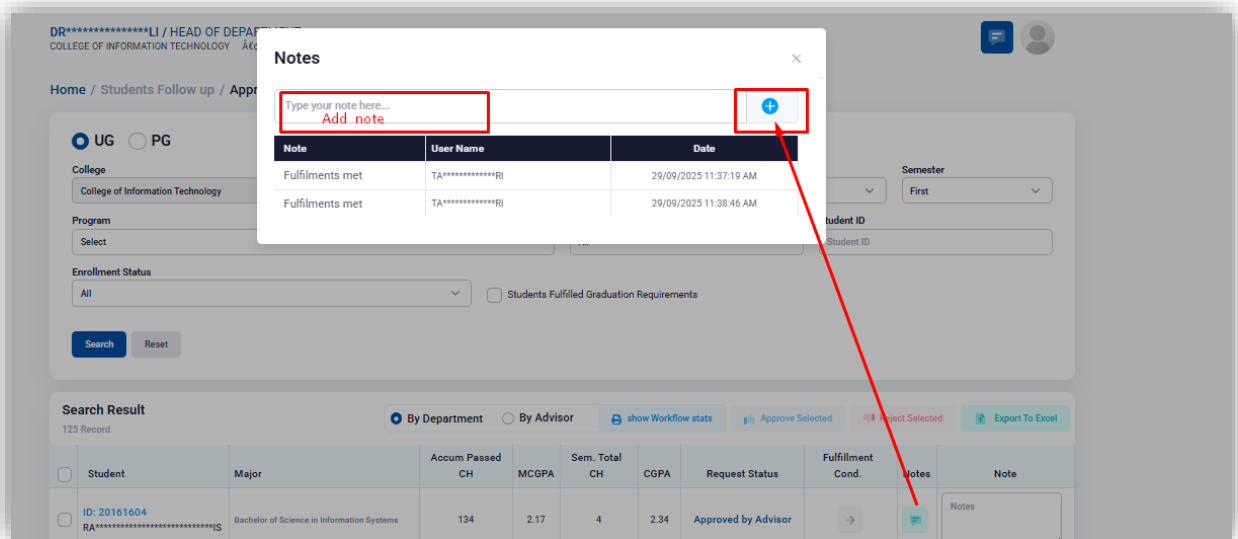 DR****************LI / HEAD OF DEPARTMENT
COLLEGE OF INFORMATION TECHNOLOGY
Notes
×
Home / Students Follow up / Appr
Type your note here...
Add note
UG PG
Note User Name Date
Fulfilments met TA*************RI 29/09/2025 11:37:19 AM
Fulfilments met TA*************RI 29/09/2025 11:38:46 AM
College Semester
College of Information Technology First
Program Student ID
Select Student ID
Enrollment Status
All Students Fulfilled Graduation Requirements
Search Reset
Search Result
125 Record
By Department By Advisor show Workflow stats Approve Selected Reject Selected Export To Excel
Student Major Accum Passed CH MCGPA Sem. Total CH CGPA Request Status Fulfillment Cond. Notes Note
ID: 20161604
RA****************************IS Bachelor of Science in Information Systems 134 2.17 4 2.34 Approved by Advisor Notes